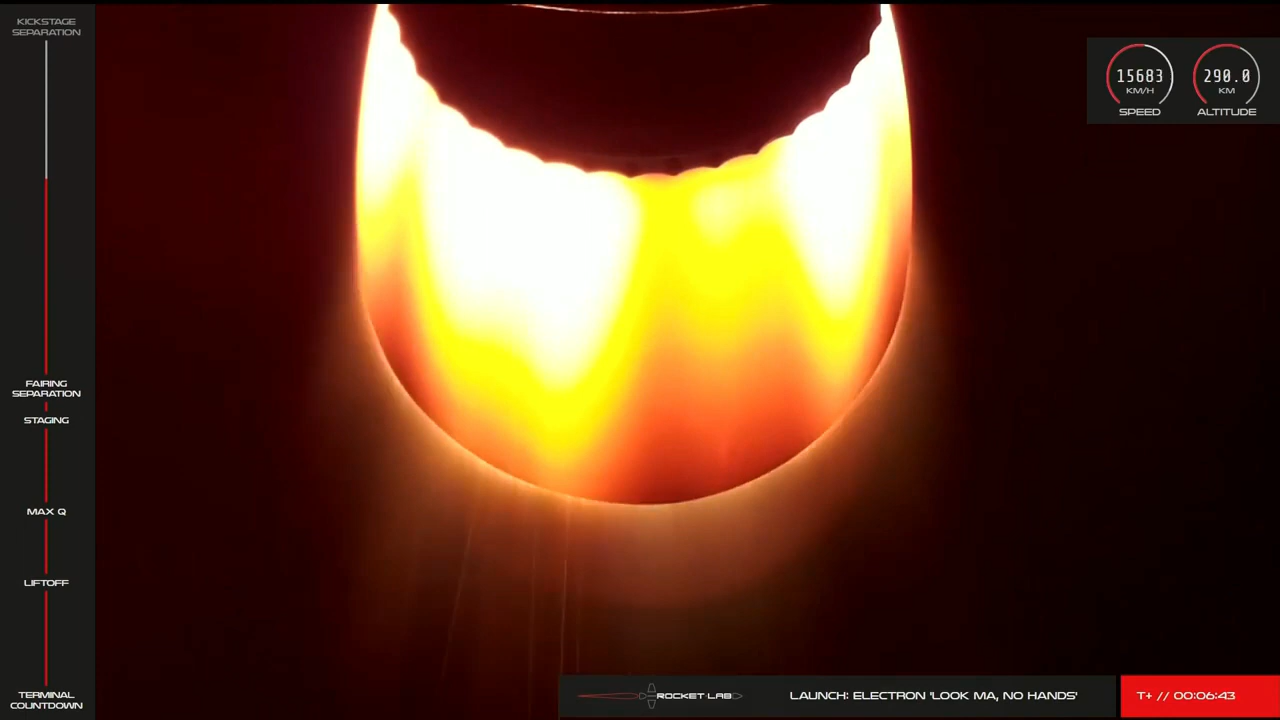 KICKSTAGE
SEPARATION
FAIRING
SEPARATION
STAGING
MAX Q
LIFTOFF
TERMINAL
COUNTDOWN
15683
KM/H
SPEED
290.0
KM
ALTITUDE
ROCKET LAB
LAUNCH: ELECTRON 'LOOK MA, NO HANDS'
T+ // 00:06:43